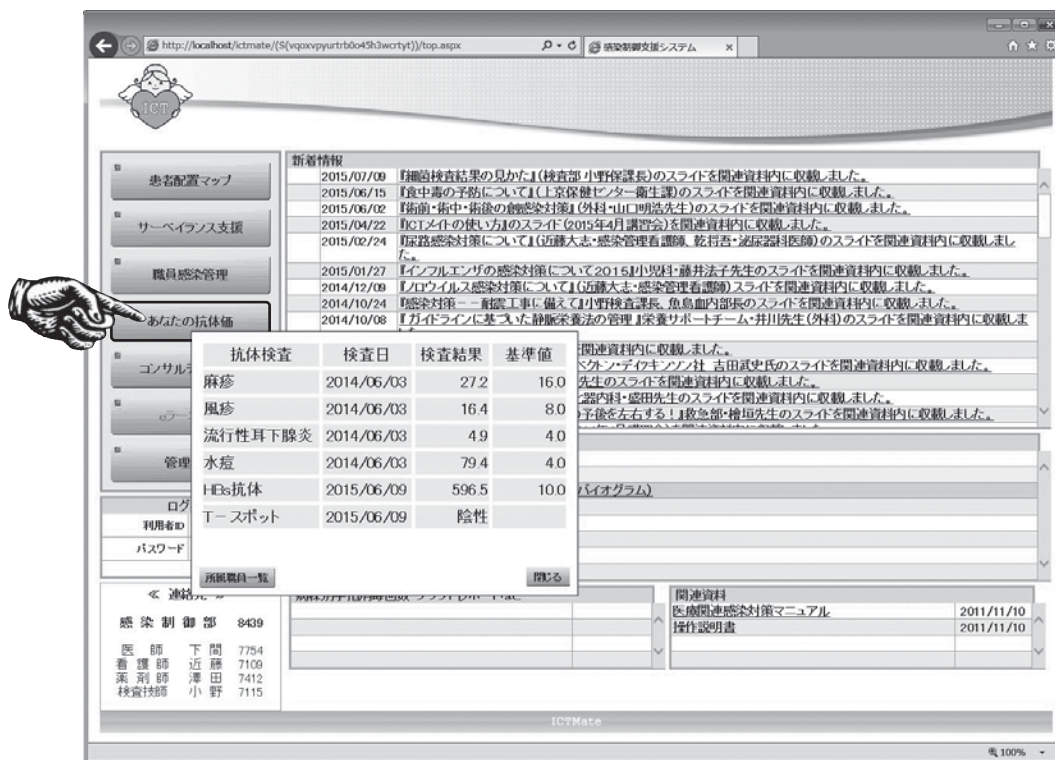 http://localhost/ictmate/(S(vqoxvpyurtrb0o45h3wcrtyt))/top.aspx
感染制御支援システム
ICT
患者配置マップ
サーベイランス支援
職員感染管理
あなたの抗体価
コンサル
管理
新着情報
2015/07/09 『細菌検査結果の見かた』(検査部 小野保課長)のスライドを関連資料内に収載しました。
2015/06/15 『食中毒の予防について』(上京保健センター衛生課)のスライドを関連資料内に収載しました。
2015/06/02 『術前・術中・術後の創感染対策』(外科・山口明浩先生)のスライドを関連資料内に収載しました。
2015/04/22 『ICTメイトの使い方』のスライド(2015年4月講習会)を関連資料内に収載しました。
2015/02/24 『尿路感染対策について』(近藤大志・感染管理看護師、乾将吾・泌尿器科医師)のスライドを関連資料内に収載しまし
た。
2015/01/27 『インフルエンザの感染対策について2015』小児科・藤井法子先生のスライドを関連資料内に収載しました。
2014/12/09 『ノロウイルス感染対策について』(近藤大志・感染管理看護師)のスライドを関連資料内に収載しました。
2014/10/24 『感染対策－－耐震工事に備えて』小野検査課長、魚島血内部長のスライドを関連資料内に収載しました。
2014/10/08 『ガイドラインに基づいた静脈栄養法の管理』栄養サポートチーム・井川先生(外科)のスライドを関連資料内に収載しま
関連資料内に収載しました。
ベクトン・ディッキンソン社 吉田武史氏のスライドを関連資料内に収載しました。
先生のスライドを関連資料内に収載しました。
器内科・盛田先生のスライドを関連資料内に収載しました。
予後を左右する！』救急部・檜垣先生のスライドを関連資料内に収載しました。
バイオグラム)
抗体検査 検査日 検査結果 基準値
麻疹 2014/06/03 27.2 16.0
風疹 2014/06/03 16.4 8.0
流行性耳下腺炎 2014/06/03 4.9 4.0
水痘 2014/06/03 79.4 4.0
HBs抗体 2015/06/09 596.5 10.0
T－スポット 2015/06/09 陰性
所属職員一覧 閉じる
ログ
利用者ID
パスワード
≪ 連絡先 ≫
感染制御部 8439
医師 下間 7754
看護師 近藤 7109
薬剤師 澤田 7412
検査技師 小野 7115
関連資料
医療関連感染対策マニュアル 2011/11/10
操作説明書 2011/11/10
ICTMate
100%